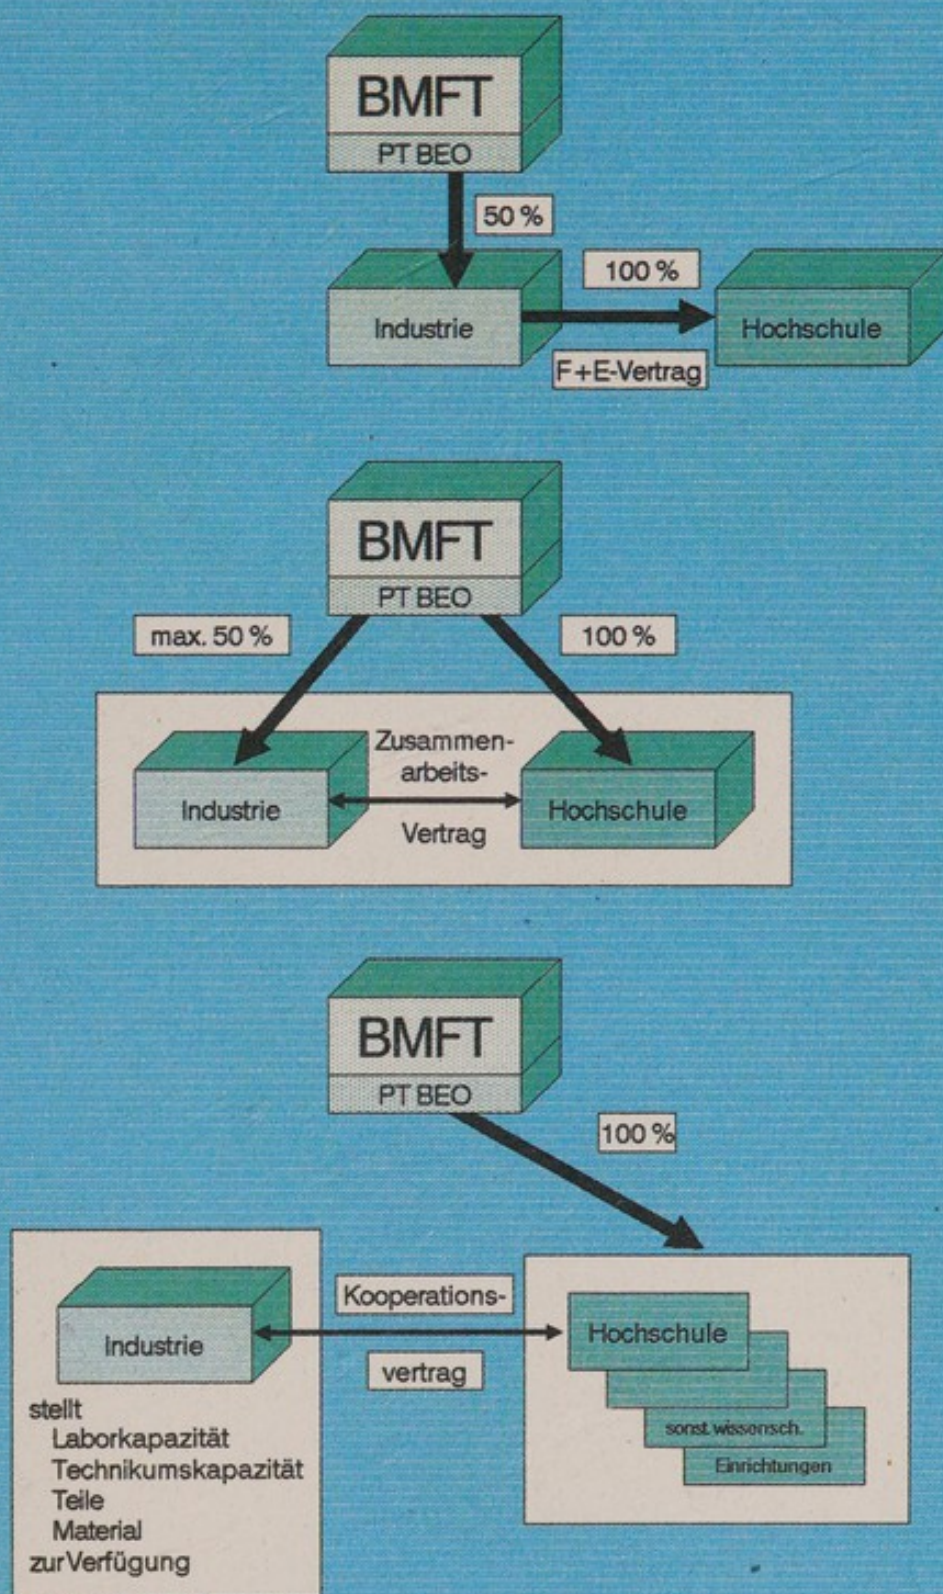 BMFT
PT BEO
50 %
100 %
Industrie
Hochschule
F+E-Vertrag
BMFT
PT BEO
max. 50 %
100 %
Zusammen-
arbeits-
Industrie
Hochschule
Vertrag
BMFT
PT BEO
100 %
Kooperations-
Industrie
Hochschule
vertrag
stellt
Laborkapazität
Technikumskapazität
Teile
Material
zur Verfügung
sonst. wissensch.
Einrichtungen